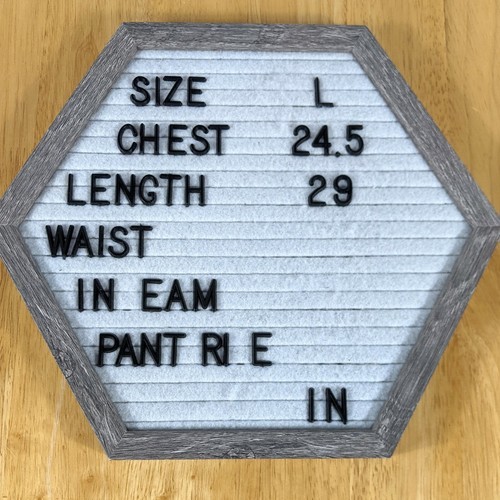 SIZE L
CHEST 24.5
LENGTH 29
WAIST
IN EAM
PANT RI E
IN